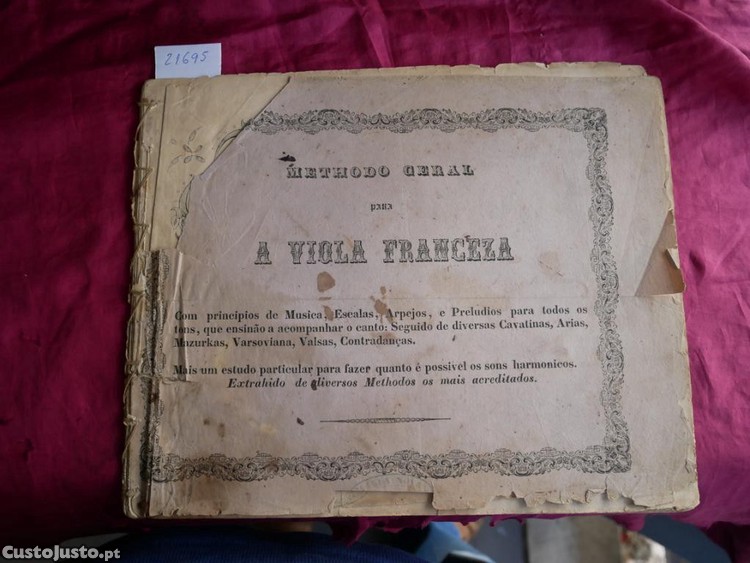 21695
METHODO GERAL
PARA
A VIOLA FRANCEZA
Com principios de Musica, Escalas, Arpejos, e Preludios para todos os
tons, que ensinão a acompanhar o canto: Seguido de diversas Cavatinas, Arias,
Mazurkas, Varsoviana, Valsas, Contradanças.
Mais um estudo particular para fazer quanto é possivel os sons harmonicos.
Extrahido de diversos Methodos os mais acreditados.
CustoJusto.pt